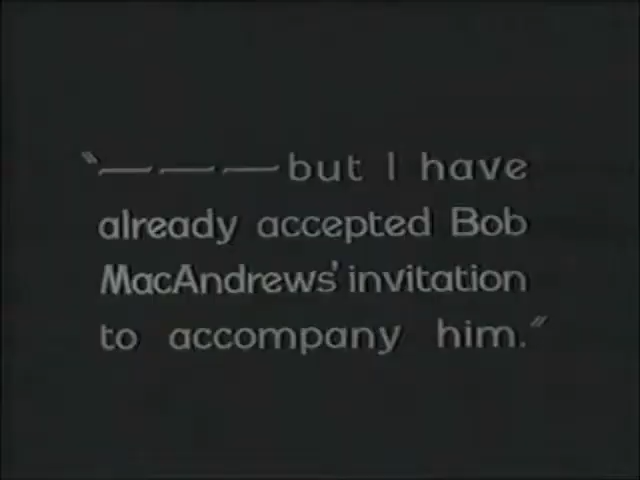 "— — — but I have
already accepted Bob
MacAndrews' invitation
to accompany him."